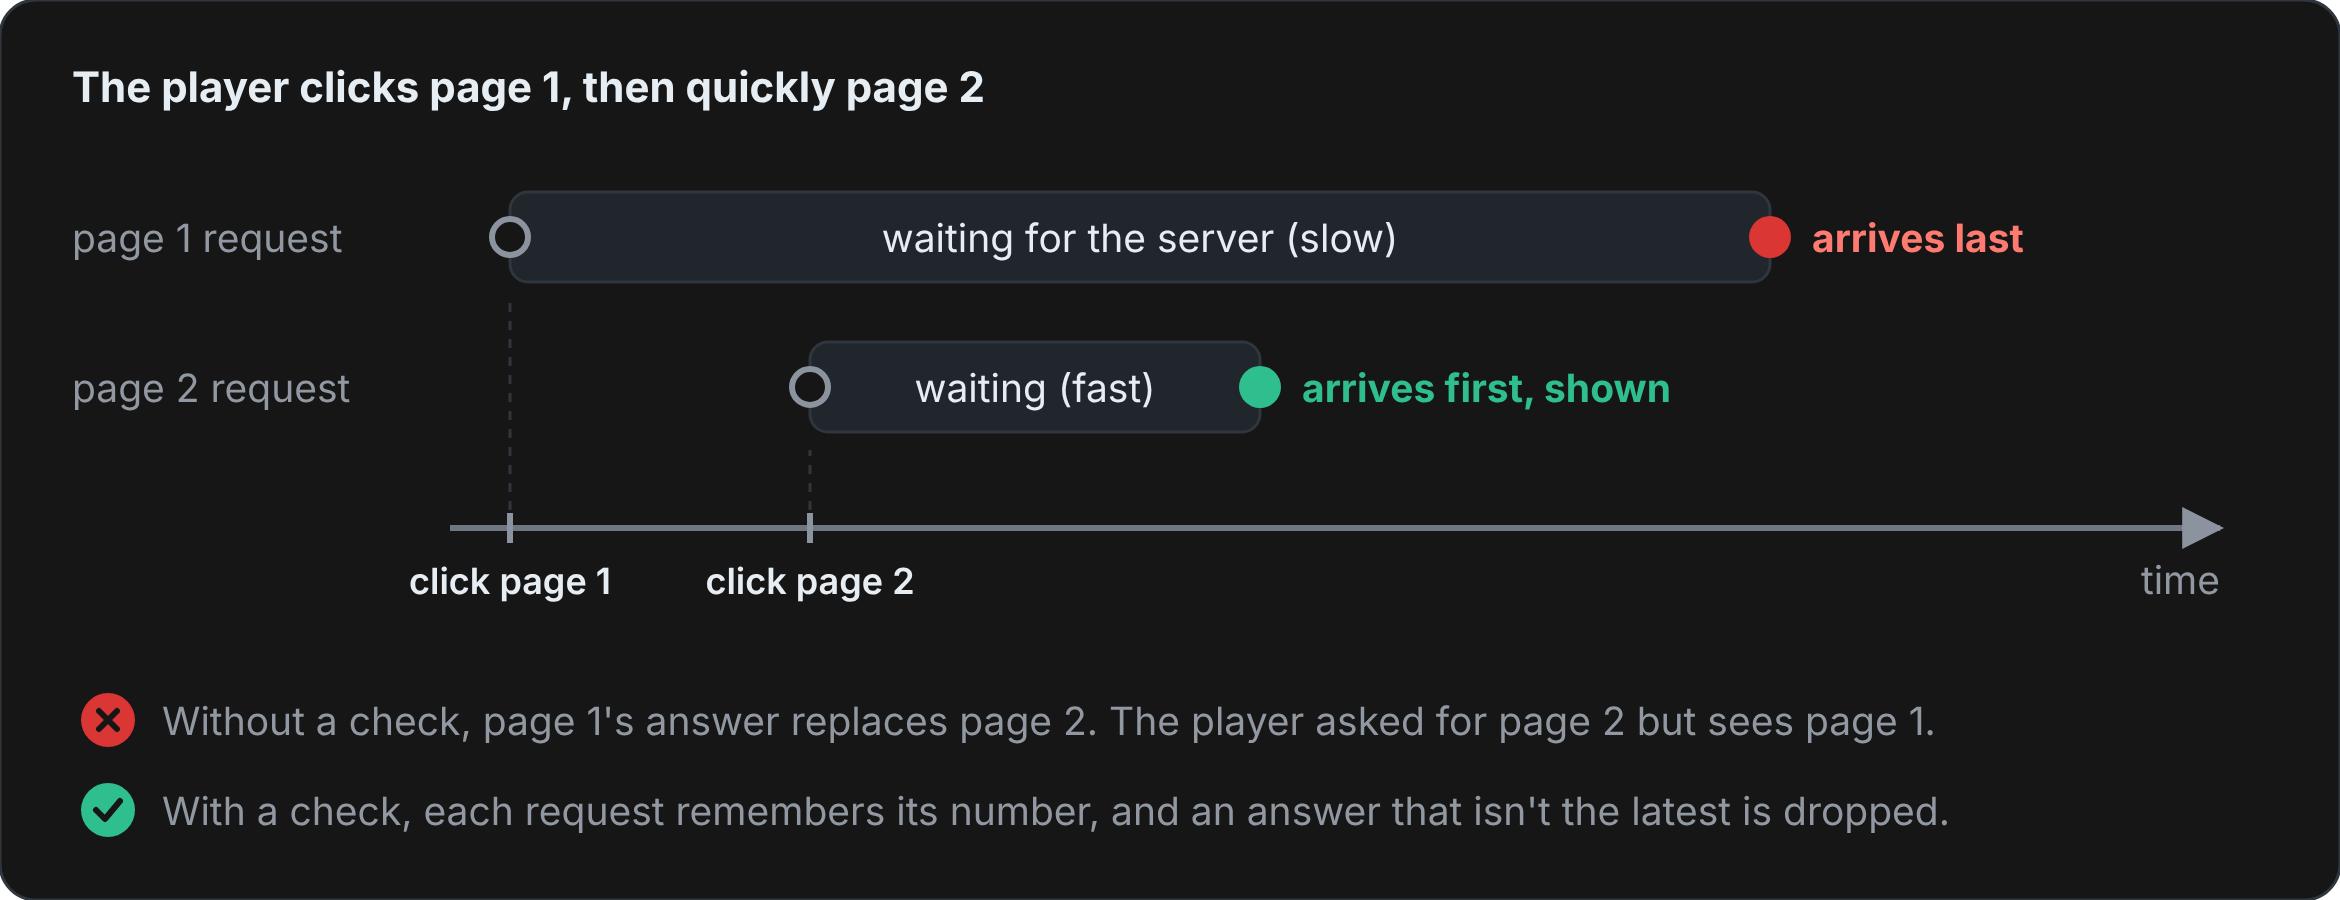 The player clicks page 1, then quickly page 2
page 1 request
waiting for the server (slow)
arrives last
page 2 request
waiting (fast)
arrives first, shown
click page 1
click page 2
time
Without a check, page 1's answer replaces page 2. The player asked for page 2 but sees page 1.
With a check, each request remembers its number, and an answer that isn't the latest is dropped.